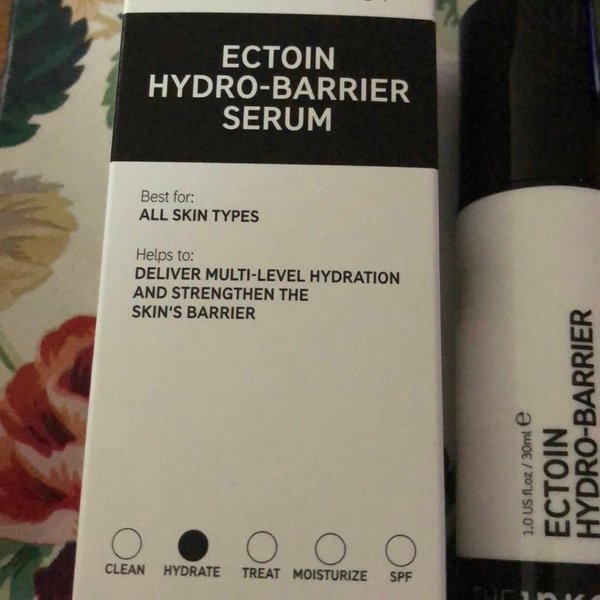 ECTOIN
HYDRO-BARRIER
SERUM
Best for:
ALL SKIN TYPES
Helps to:
DELIVER MULTI-LEVEL HYDRATION
AND STRENGTHEN THE
SKIN'S BARRIER
CLEAN
HYDRATE
TREAT
MOISTURIZE
SPF
1.0 US fl.oz / 30ml ℮
ECTOIN
HYDRO-BARRIER
THE